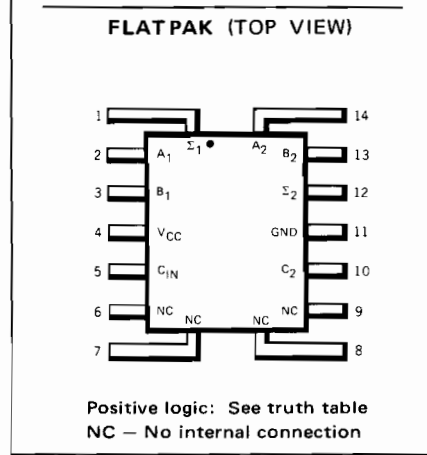 FLATPAK (TOP VIEW)
1 Σ1 A2 14
2 A1 B2 13
3 B1 Σ2 12
4 VCC GND 11
5 CIN C2 10
6 NC NC 9
7 NC NC 8
Positive logic: See truth table
NC — No internal connection